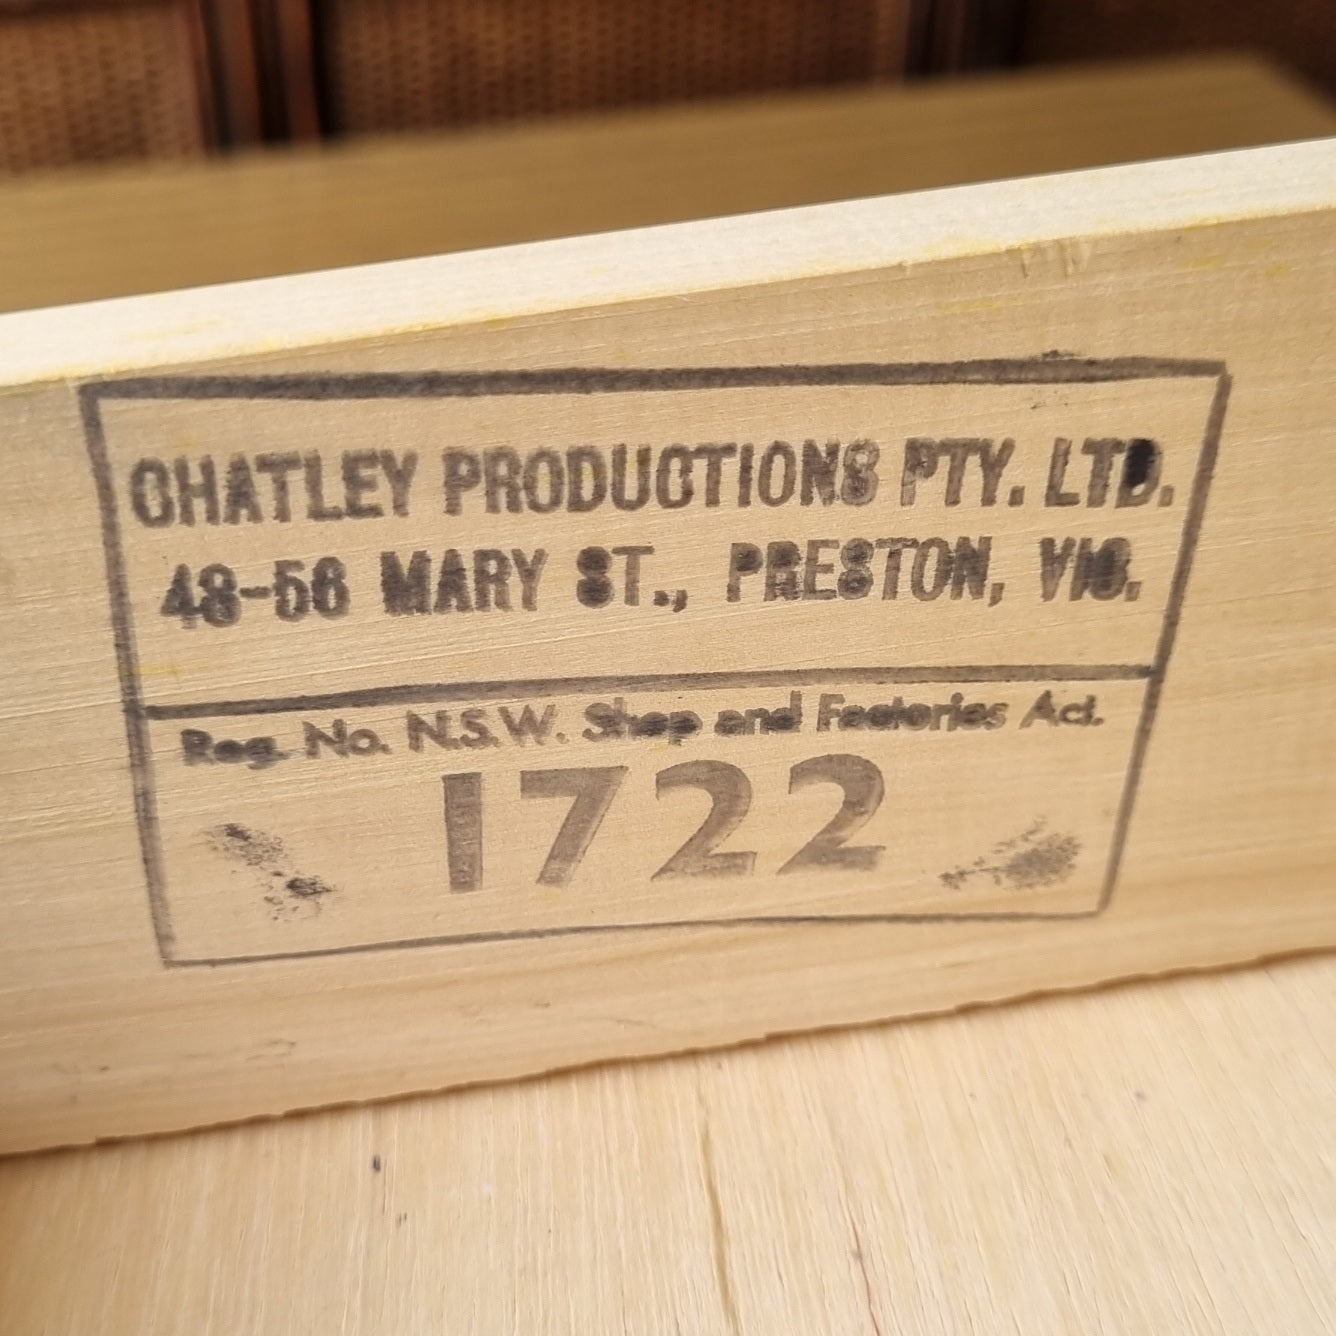 CHATLEY PRODUCTIONS PTY. LTD.
48-56 MARY ST., PRESTON, VIC.
Reg. No. N.S.W. Shop and Factories Act.
1722